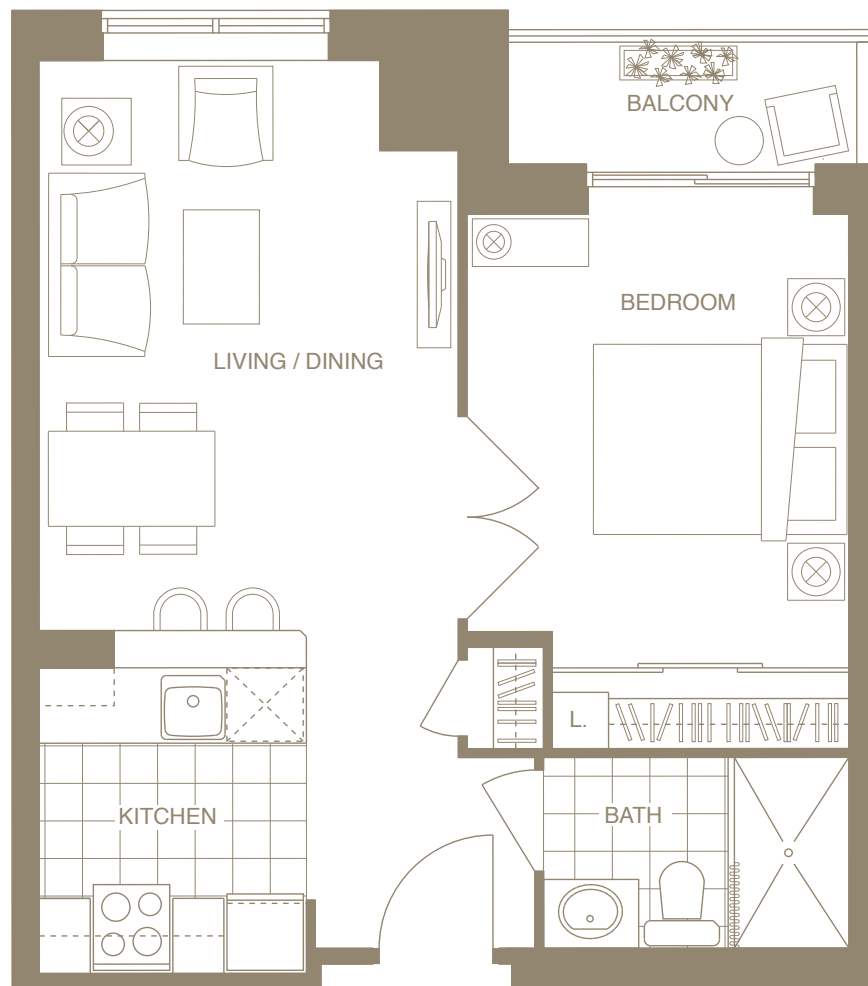 BALCONY
BEDROOM
LIVING / DINING
L.
KITCHEN
BATH